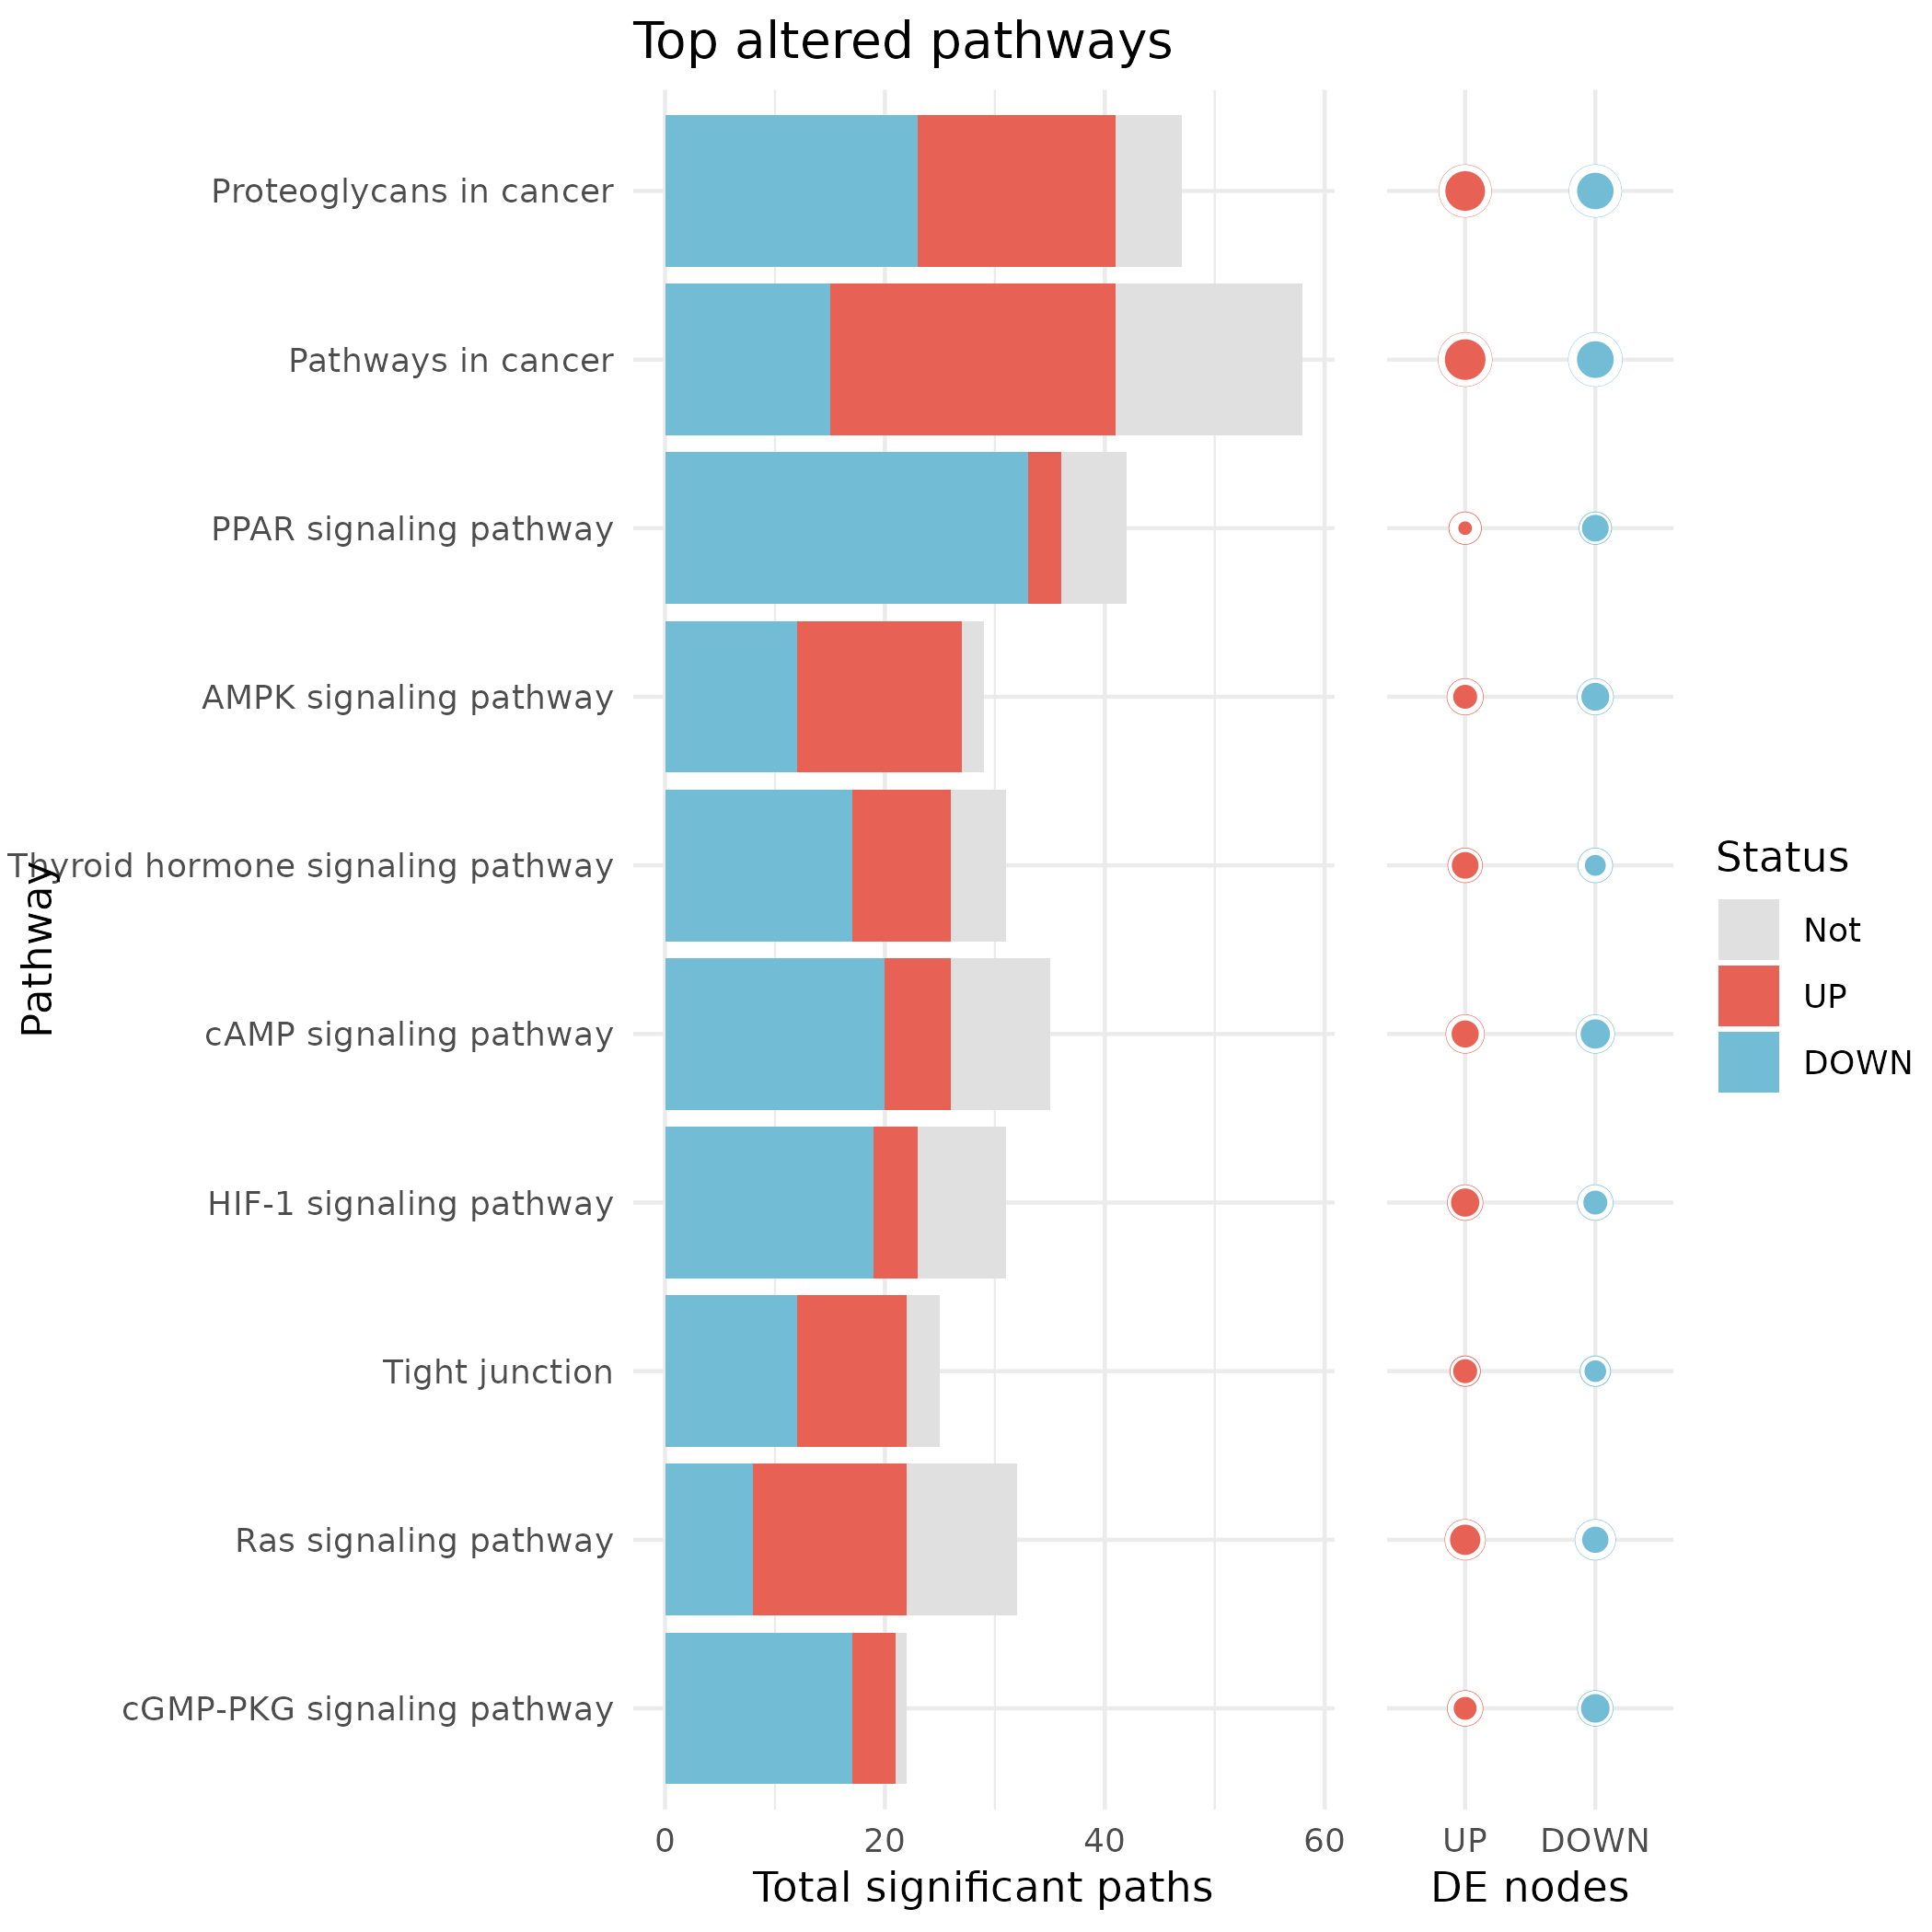 Top altered pathways
Proteoglycans in cancer
Pathways in cancer
PPAR signaling pathway
AMPK signaling pathway
Thyroid hormone signaling pathway
cAMP signaling pathway
HIF-1 signaling pathway
Tight junction
Ras signaling pathway
cGMP-PKG signaling pathway
Pathway
0 20 40 60
Total significant paths
UP DOWN
DE nodes
Status
Not
UP
DOWN